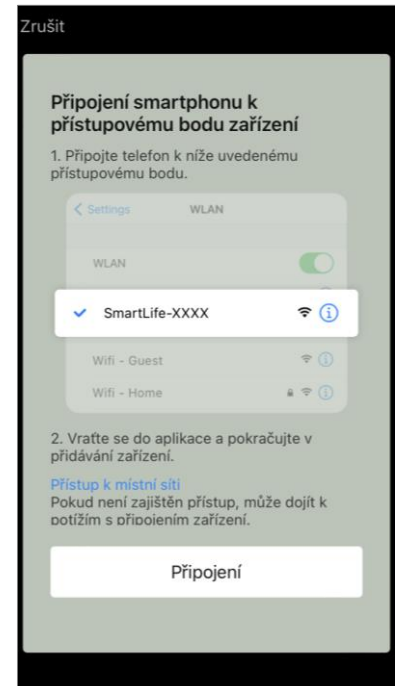 Zrušit
Připojení smartphonu k
přístupovému bodu zařízení
1. Připojte telefon k níže uvedenému
přístupovému bodu.
Settings WLAN
WLAN
SmartLife-XXXX
Wifi - Guest
Wifi - Home
2. Vraťte se do aplikace a pokračujte v
přidávání zařízení.
Přístup k místní síti
Pokud není zajištěn přístup, může dojít k
potížím s připojením zařízení.
Připojení